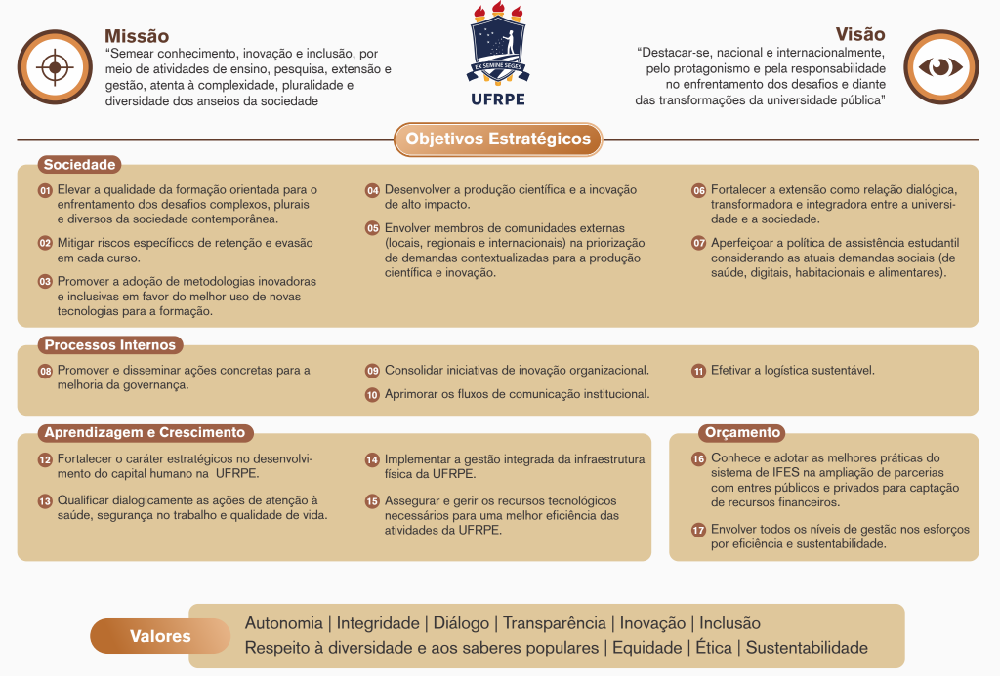 Missão
“Semear conhecimento, inovação e inclusão, por
meio de atividades de ensino, pesquisa, extensão e
gestão, atenta à complexidade, pluralidade e
diversidade dos anseios da sociedade
EX SEMINE SEGES
UFRPE
Visão
“Destacar-se, nacional e internacionalmente,
pelo protagonismo e pela responsabilidade
no enfrentamento dos desafios e diante
das transformações da universidade pública”
Objetivos Estratégicos
Sociedade
01 Elevar a qualidade da formação orientada para o
enfrentamento dos desafios complexos, plurais
e diversos da sociedade contemporânea.
02 Mitigar riscos específicos de retenção e evasão
em cada curso.
03 Promover a adoção de metodologias inovadoras
e inclusivas em favor do melhor uso de novas
tecnologias para a formação.
04 Desenvolver a produção científica e a inovação
de alto impacto.
05 Envolver membros de comunidades externas
(locais, regionais e internacionais) na priorização
de demandas contextualizadas para a produção
científica e inovação.
06 Fortalecer a extensão como relação dialógica,
transformadora e integradora entre a universi-
dade e a sociedade.
07 Aperfeiçoar a política de assistência estudantil
considerando as atuais demandas sociais (de
saúde, digitais, habitacionais e alimentares).
Processos Internos
08 Promover e disseminar ações concretas para a
melhoria da governança.
09 Consolidar iniciativas de inovação organizacional.
10 Aprimorar os fluxos de comunicação institucional.
11 Efetivar a logística sustentável.
Aprendizagem e Crescimento
12 Fortalecer o caráter estratégicos no desenvolvi-
mento do capital humano na UFRPE.
13 Qualificar dialogicamente as ações de atenção à
saúde, segurança no trabalho e qualidade de vida.
14 Implementar a gestão integrada da infraestrutura
física da UFRPE.
15 Assegurar e gerir os recursos tecnológicos
necessários para uma melhor eficiência das
atividades da UFRPE.
Orçamento
16 Conhece e adotar as melhores práticas do
sistema de IFES na ampliação de parcerias
com entres públicos e privados para captação
de recursos financeiros.
17 Envolver todos os níveis de gestão nos esforços
por eficiência e sustentabilidade.
Valores
Autonomia | Integridade | Diálogo | Transparência | Inovação | Inclusão
Respeito à diversidade e aos saberes populares | Equidade | Ética | Sustentabilidade